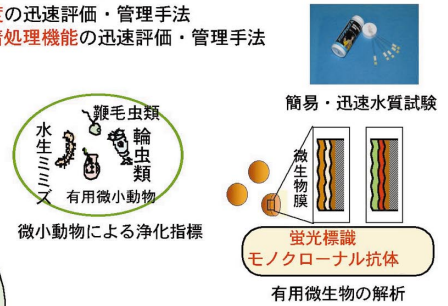 の迅速評価・管理手法
処理機能の迅速評価・管理手法
簡易・迅速水質試験
鞭毛虫類
水生ミミズ
輪虫類
有用微小動物
微小動物による浄化指標
微生物膜
蛍光標識
モノクローナル抗体
有用微生物の解析